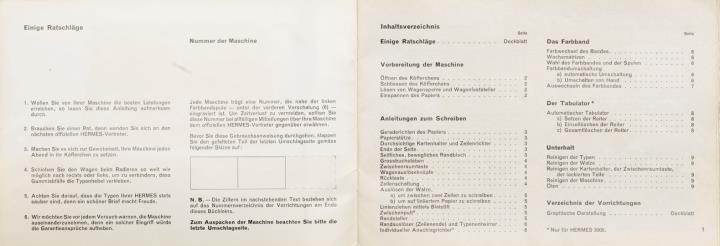 Einige Ratschläge
1. Wollen Sie von Ihrer Maschine die besten Leistungen
erreichen, so lesen Sie diese Anleitung aufmerksam
durch.
2. Brauchen Sie einen Rat, dann wenden Sie sich an den
nächsten offiziellen HERMES-Vertreter.
3. Machen Sie es sich zur Gewohnheit, Ihre Maschine jeden
Abend in ihr Köfferchen zu setzen.
4. Schieben Sie den Wagen beim Radieren so weit wie
möglich nach rechts oder links, um zu verhindern, dass
Gummiabfälle die Typenhebel verkleben.
5. Achten Sie darauf, dass die Typen Ihrer HERMES stets
sauber sind, denn ein schöner Brief macht Freude.
6. Wir möchten Sie vor jedem Versuch warnen, die Maschine
auseinanderzunehmen, denn ein solcher Eingriff würde
die Garantieansprüche aufheben.
Nummer der Maschine
Jede Maschine trägt eine Nummer, die nahe der linken
Farbbandspule — unter der vorderen Verschalung (6) —
eingraviert ist. Um Zeitverlust zu vermeiden, sollen Sie
diese Nummer bei allfälligen Mitteilungen über Ihre Maschine
dem offiziellen HERMES-Vertreter gegenüber erwähnen.
Bevor Sie diese Gebrauchsanweisung durchgehen, klappen
Sie den gefalteten Teil der letzten Umschlagseite gemäss
folgender Skizze auf:
N. B. — Die Ziffern im nachstehenden Text beziehen sich
auf das Nummernverzeichnis der Vorrichtungen am Ende
dieses Büchleins.
Zum Auspacken der Maschine beachten Sie bitte die
letzte Umschlagseite.
Inhaltsverzeichnis
Seite
Einige Ratschläge . . . . . . . . . . Deckblatt
Vorbereitung der Maschine
Öffnen des Köfferchens . . . . . . . . . . 2
Schliessen des Köfferchens . . . . . . . . . . 2
Lösen von Wagensperre und Wagenfeststeller . . . . . 2
Einspannen des Papiers . . . . . . . . . . 2
Anleitungen zum Schreiben
Geraderichten des Papiers . . . . . . . . . . 3
Papierstütze . . . . . . . . . . 3
Durchsichtige Kartenhalter und Zeilenrichter . . . . . 3
Ende der Seite . . . . . . . . . . 3
Seitliches, bewegliches Randblech . . . . . . . . . . 3
Grossbuchstaben . . . . . . . . . . 4
Zwischenraumtaste . . . . . . . . . . 4
Wagenauslöseknöpfe . . . . . . . . . . 4
Rücktaste . . . . . . . . . . 4
Zeilenschaltung . . . . . . . . . . 4
Auslösen der Walze,
a) um zwischen zwei Zeilen zu schreiben . . . . . 5
b) um auf liniiertem Papier zu schreiben . . . . . 5
Linienziehen mittels Bleistift . . . . . . . . . . 5
Zwischenpult* . . . . . . . . . . 5
Randsteller . . . . . . . . . . 5
Randauslöser (Zeilenende) und Typenentwirrer . . . . . 5
Individueller Anschlagrichter* . . . . . . . . . . 6
Seite
Das Farbband 6
Farbwechsel des Bandes . . . . . . . . . . 6
Wachsmatrizen . . . . . . . . . . 6
Wahl des Farbbandes und der Spulen . . . . . 6
Farbbandumschaltung
a) automatische Umschaltung . . . . . 6
b) Umschalten von Hand . . . . . 6
Auswechseln des Farbbandes . . . . . 7
Der Tabulator*
Automatischer Tabulator . . . . . . . . . . 8
a) Setzen der Reiter . . . . . . . . . . 8
b) Einzellöschen der Reiter . . . . . 8
c) Gesamtlöschen der Reiter . . . . . 8
Unterhalt
Reinigen der Typen . . . . . . . . . . 9
Reinigen der Walze . . . . . . . . . . 9
Reinigen der Kartenhalter, der Zwischenraumtaste,
der lackierten Teile . . . . . . . . . . 9
Reinigen der Maschine . . . . . . . . . . 9
Ölen . . . . . . . . . . 9
Verzeichnis der Vorrichtungen
Graphische Darstellung . . . . . Deckblatt
* Nur für HERMES 3000.
1